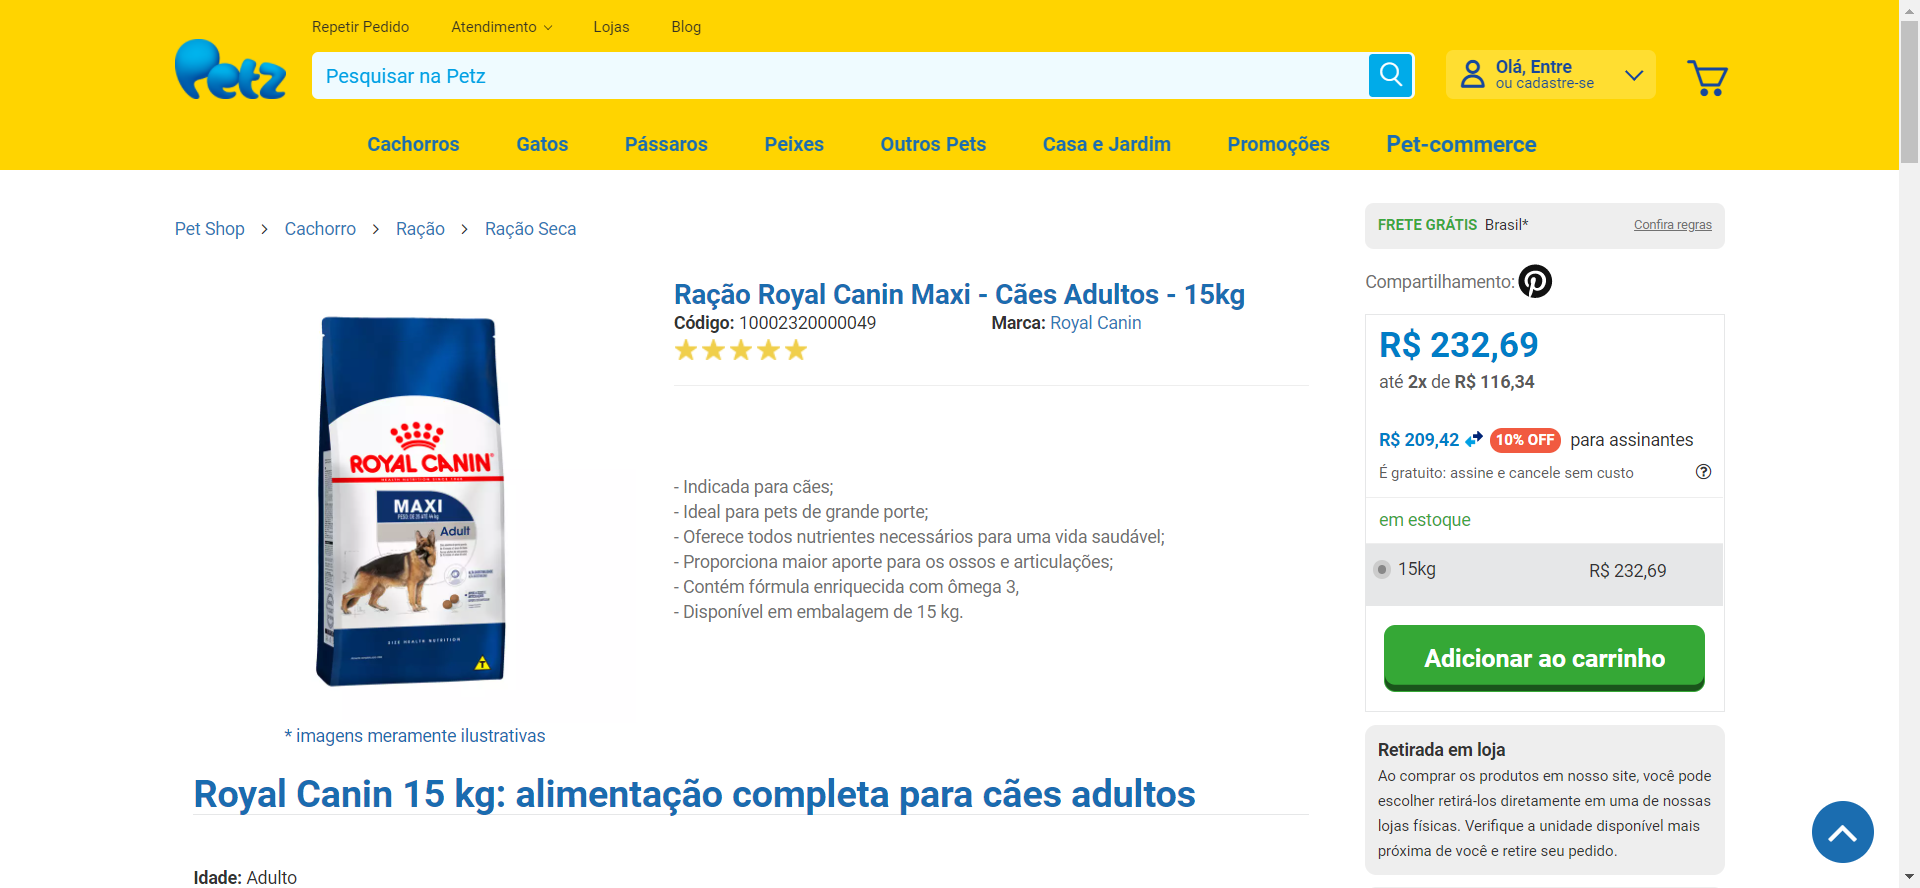 Repetir Pedido
Atendimento
Lojas
Blog
Petz
Pesquisar na Petz
Olá, Entre
ou cadastre-se
Cachorros
Gatos
Pássaros
Peixes
Outros Pets
Casa e Jardim
Promoções
Pet-commerce
Pet Shop > Cachorro > Ração > Ração Seca
FRETE GRÁTIS Brasil*
Confira regras
Compartilhamento:
Ração Royal Canin Maxi - Cães Adultos - 15kg
Código: 10002320000049
Marca: Royal Canin
- Indicada para cães;
- Ideal para pets de grande porte;
- Oferece todos nutrientes necessários para uma vida saudável;
- Proporciona maior aporte para os ossos e articulações;
- Contém fórmula enriquecida com ômega 3,
- Disponível em embalagem de 15 kg.
ROYAL CANIN
HEALTH NUTRITION SINCE 1968
MAXI
Adult
SIZE HEALTH NUTRITION
T
* imagens meramente ilustrativas
R$ 232,69
até 2x de R$ 116,34
R$ 209,42 10% OFF para assinantes
É gratuito: assine e cancele sem custo
?
em estoque
15kg R$ 232,69
Adicionar ao carrinho
Retirada em loja
Ao comprar os produtos em nosso site, você pode
escolher retirá-los diretamente em uma de nossas
lojas físicas. Verifique a unidade disponível mais
próxima de você e retire seu pedido.
Royal Canin 15 kg: alimentação completa para cães adultos
Idade: Adulto